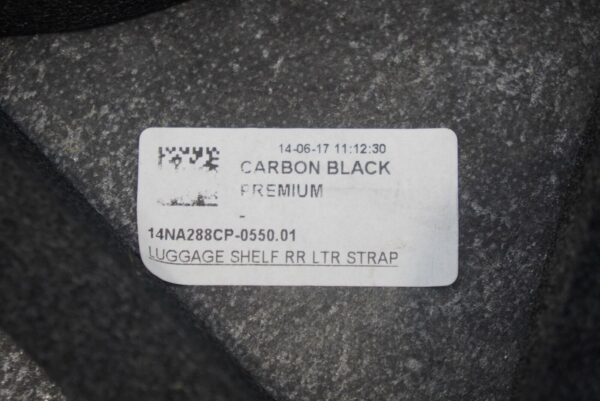 14-06-17 11:12:30
CARBON BLACK
PREMIUM
-
14NA288CP-0550.01
LUGGAGE SHELF RR LTR STRAP